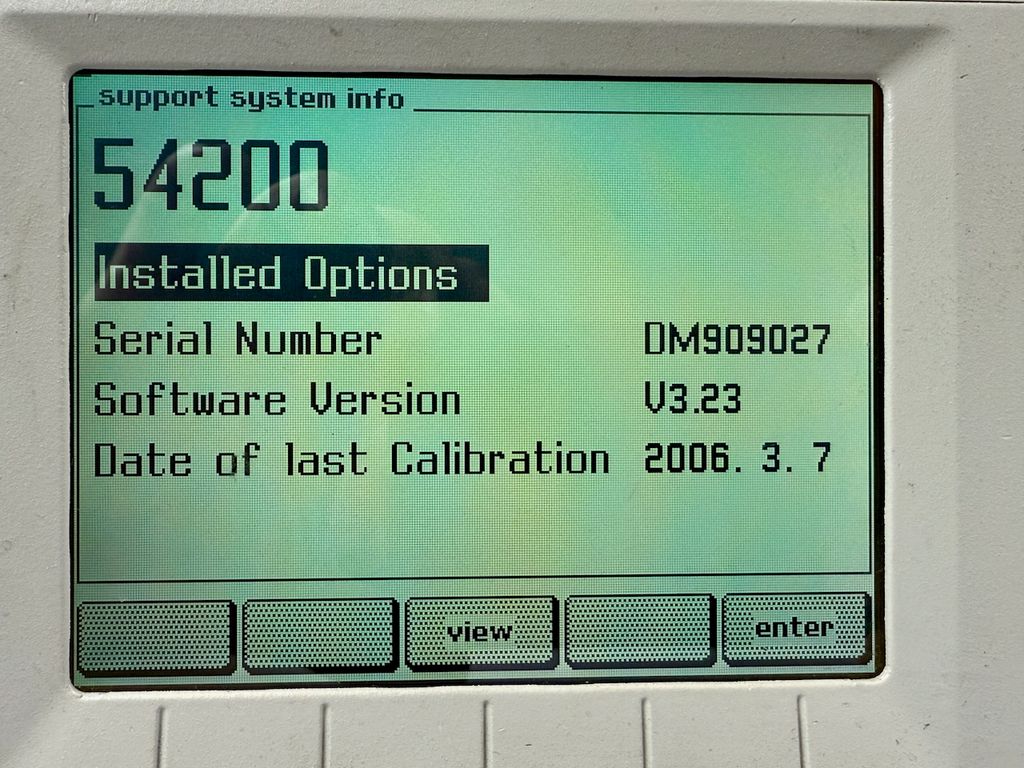 support system info
54200
Installed Options
Serial Number DM909027
Software Version V3.23
Date of last Calibration 2006. 3. 7
view enter